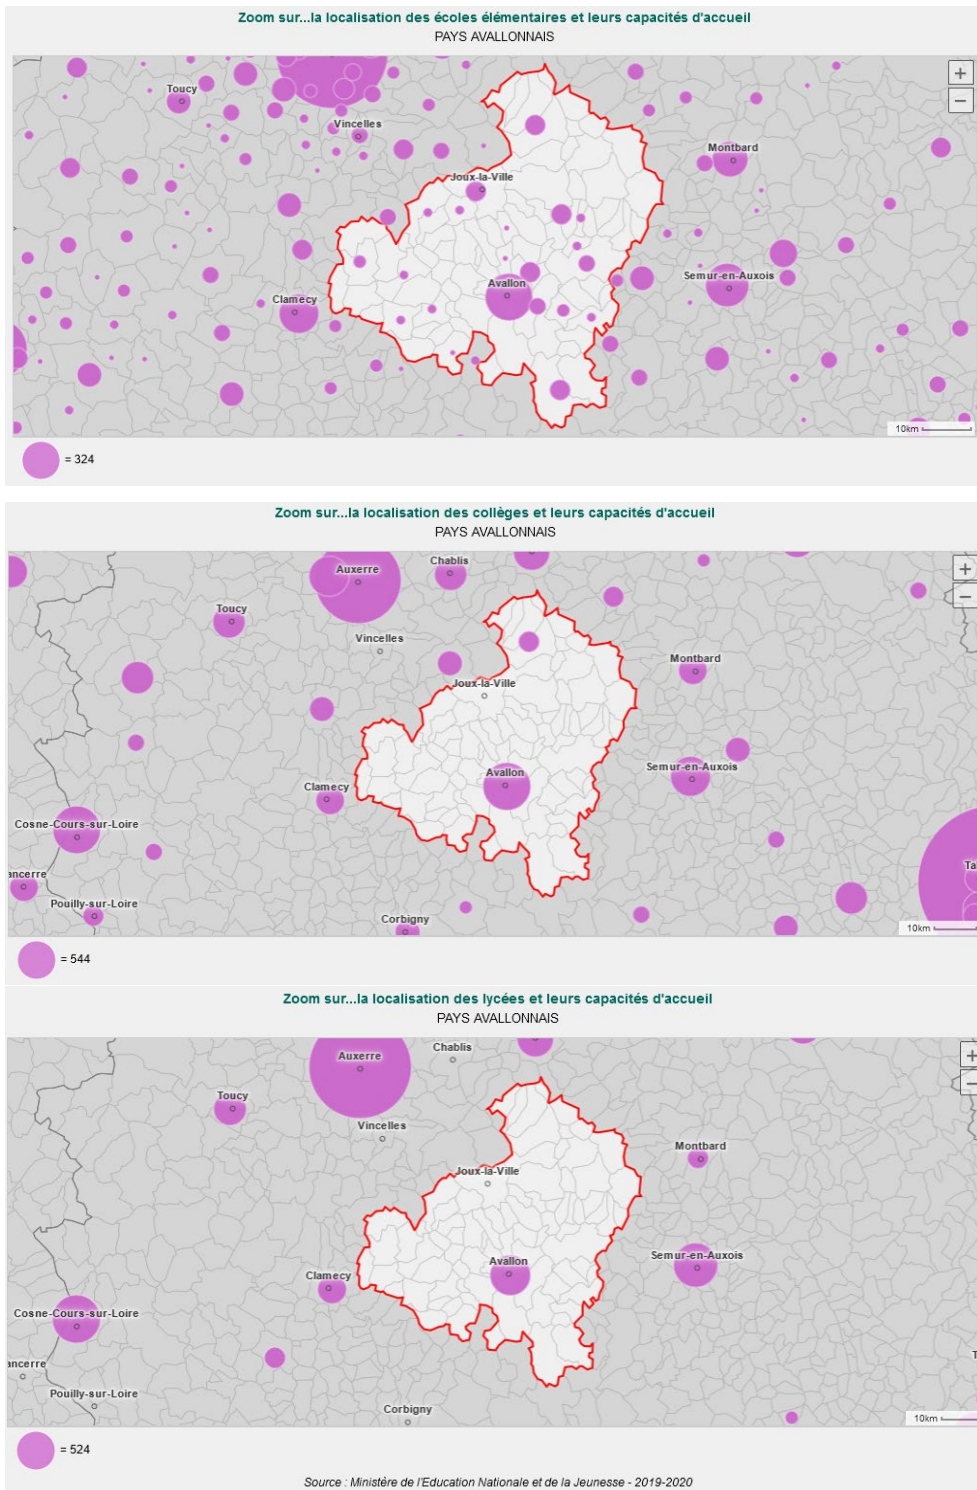 Zoom sur...la localisation des écoles élémentaires et leurs capacités d'accueil
PAYS AVALLONNAIS
+
−
Toucy
Vincelles
Montbard
Joux-la-Ville
Semur-en-Auxois
Avallon
Clamecy
10km
= 324
Zoom sur...la localisation des collèges et leurs capacités d'accueil
PAYS AVALLONNAIS
Chablis
Auxerre
+
−
Toucy
Vincelles
Montbard
Joux-la-Ville
Semur-en-Auxois
Avallon
Clamecy
Cosne-Cours-sur-Loire
Ta
ancerre
Pouilly-sur-Loire
Corbigny
10km
= 544
Zoom sur...la localisation des lycées et leurs capacités d'accueil
PAYS AVALLONNAIS
Chablis
Auxerre
+
−
Toucy
Vincelles
Montbard
Joux-la-Ville
Semur-en-Auxois
Avallon
Clamecy
Cosne-Cours-sur-Loire
T
ancerre
Pouilly-sur-Loire
Corbigny
10km
= 524
Source : Ministère de l'Education Nationale et de la Jeunesse - 2019-2020